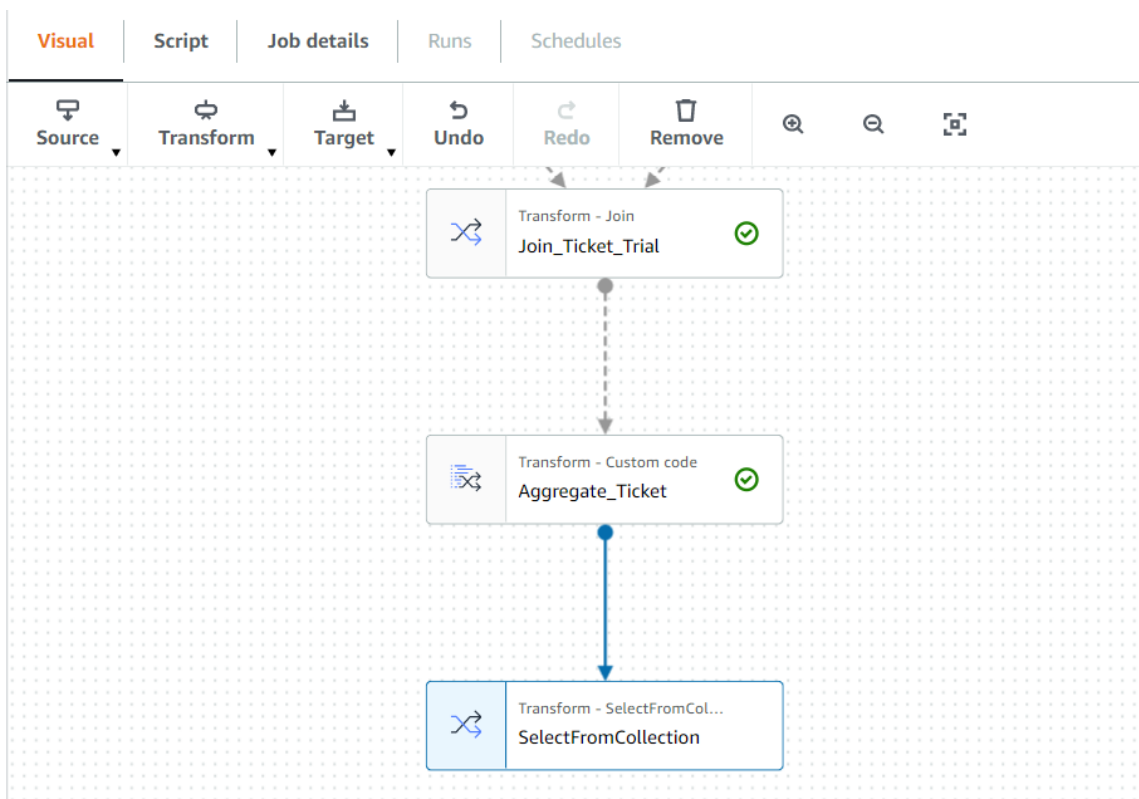 Visual Script Job details Runs Schedules
Source Transform Target Undo Redo Remove
Transform - Join
Join_Ticket_Trial
Transform - Custom code
Aggregate_Ticket
Transform - SelectFromCol...
SelectFromCollection